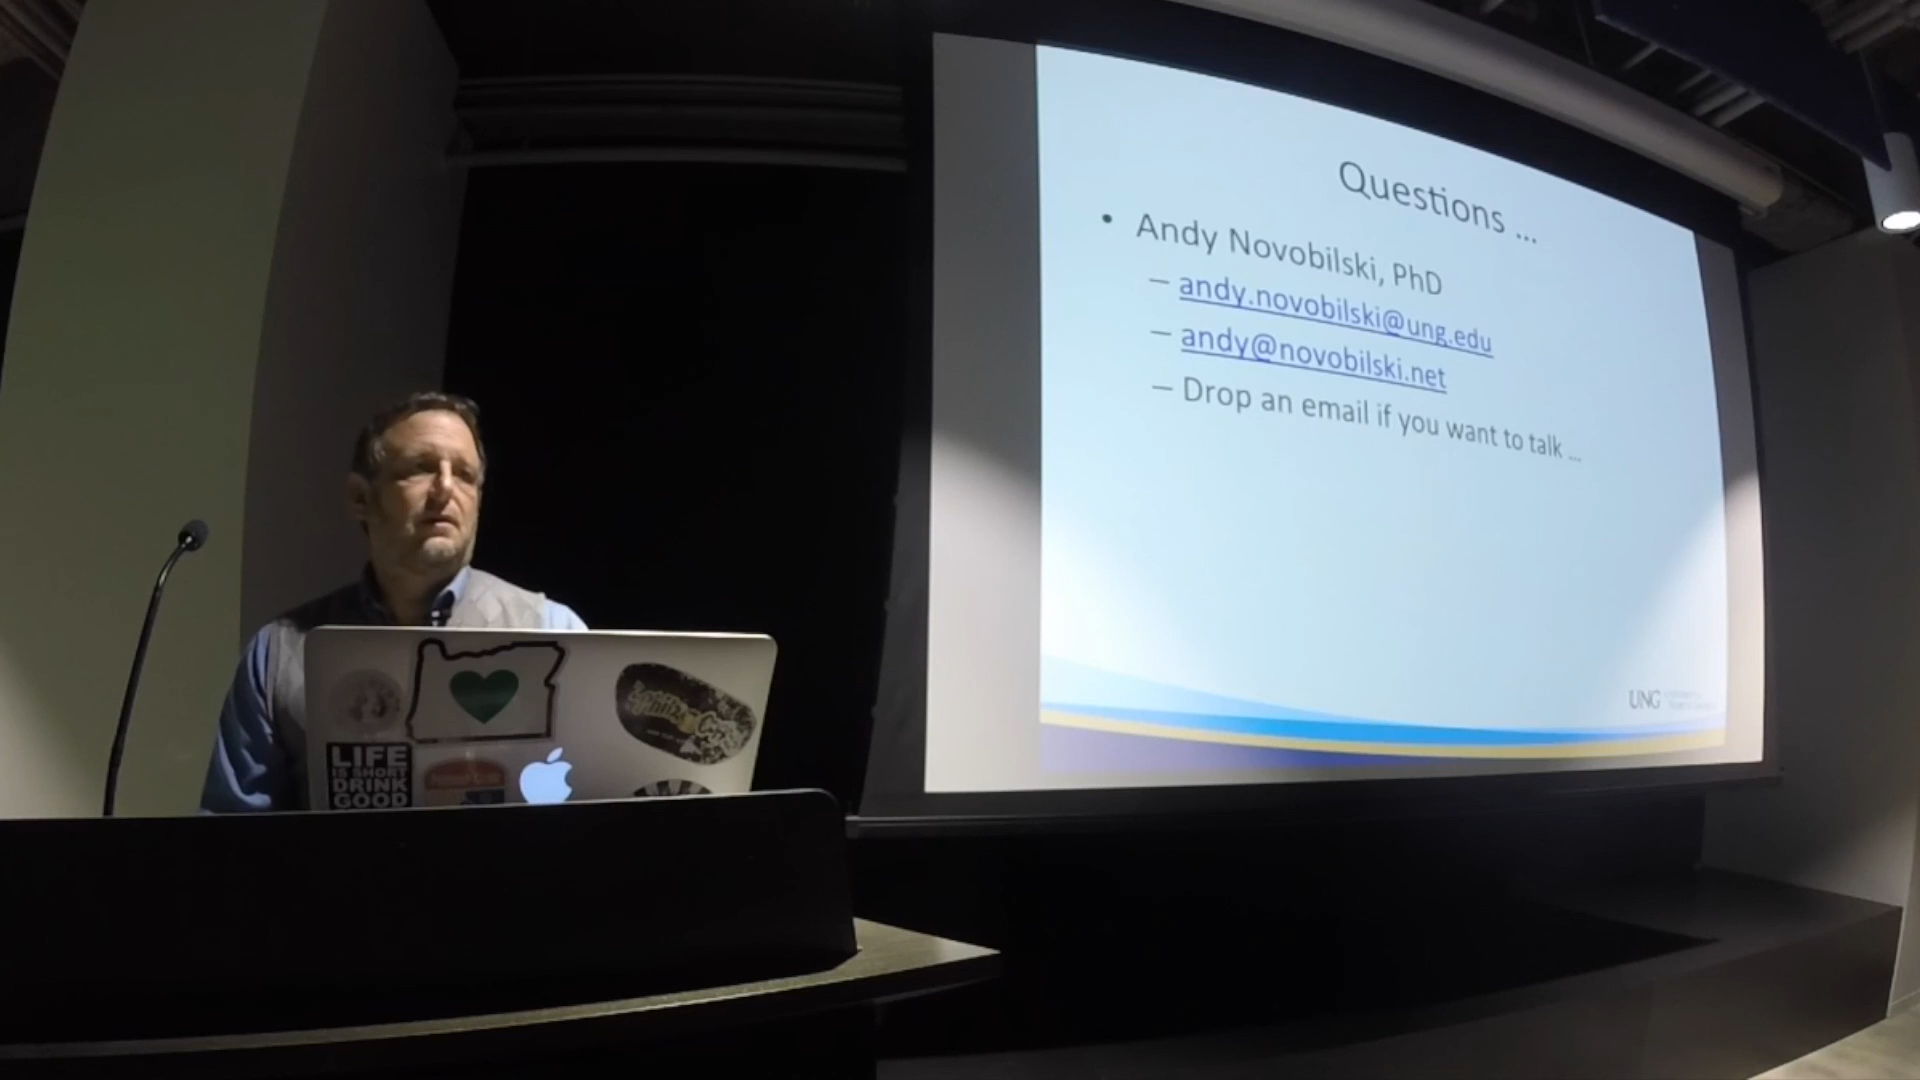 Questions ...
• Andy Novobilski, PhD
– andy.novobilski@ung.edu
– andy@novobilski.net
– Drop an email if you want to talk ...
UNG
LIFE
IS SHORT
DRINK
GOOD